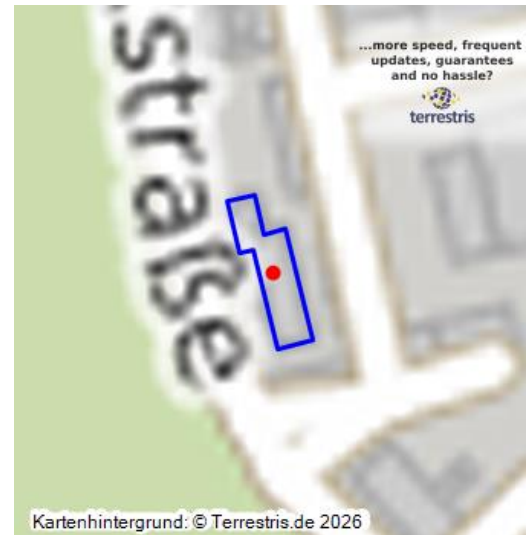 ...more speed, frequent
updates, guarantees
and no hassle?
terrestris
straße
Kartenhintergrund: © Terrestris.de 2026